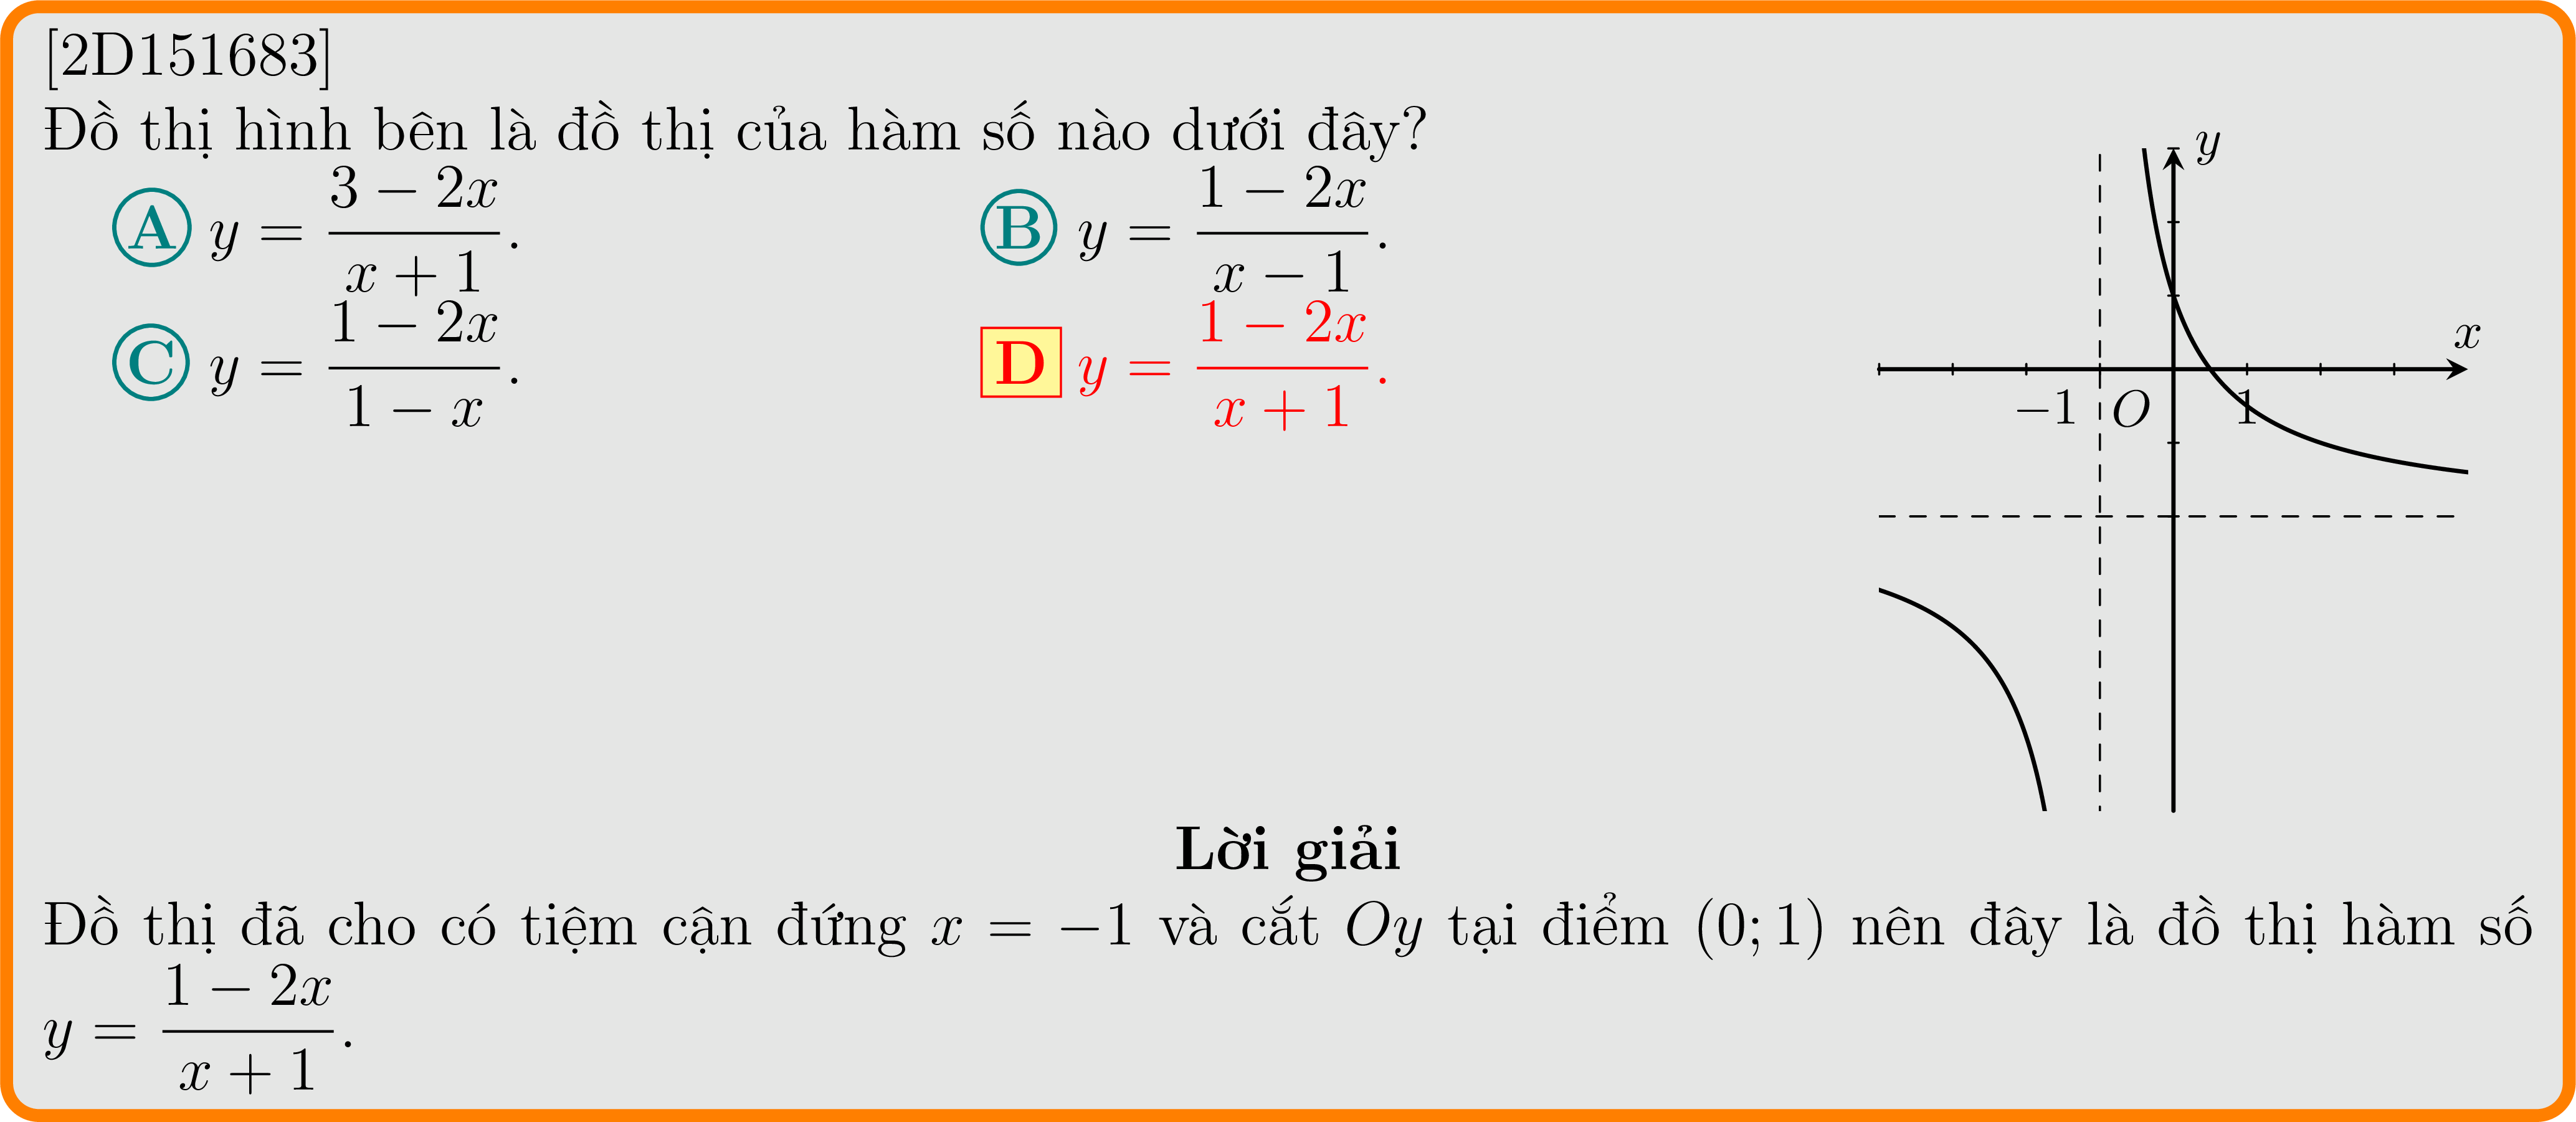 [2D151683]
Đồ thị hình bên là đồ thị của hàm số nào dưới đây?
A y = \frac{3 − 2x}{x + 1}.
B y = \frac{1 − 2x}{x − 1}.
C y = \frac{1 − 2x}{1 − x}.
D y = \frac{1 − 2x}{x + 1}.
y
x
−1 O 1
Lời giải
Đồ thị đã cho có tiệm cận đứng x = −1 và cắt Oy tại điểm (0; 1) nên đây là đồ thị hàm số
y = \frac{1 − 2x}{x + 1}.